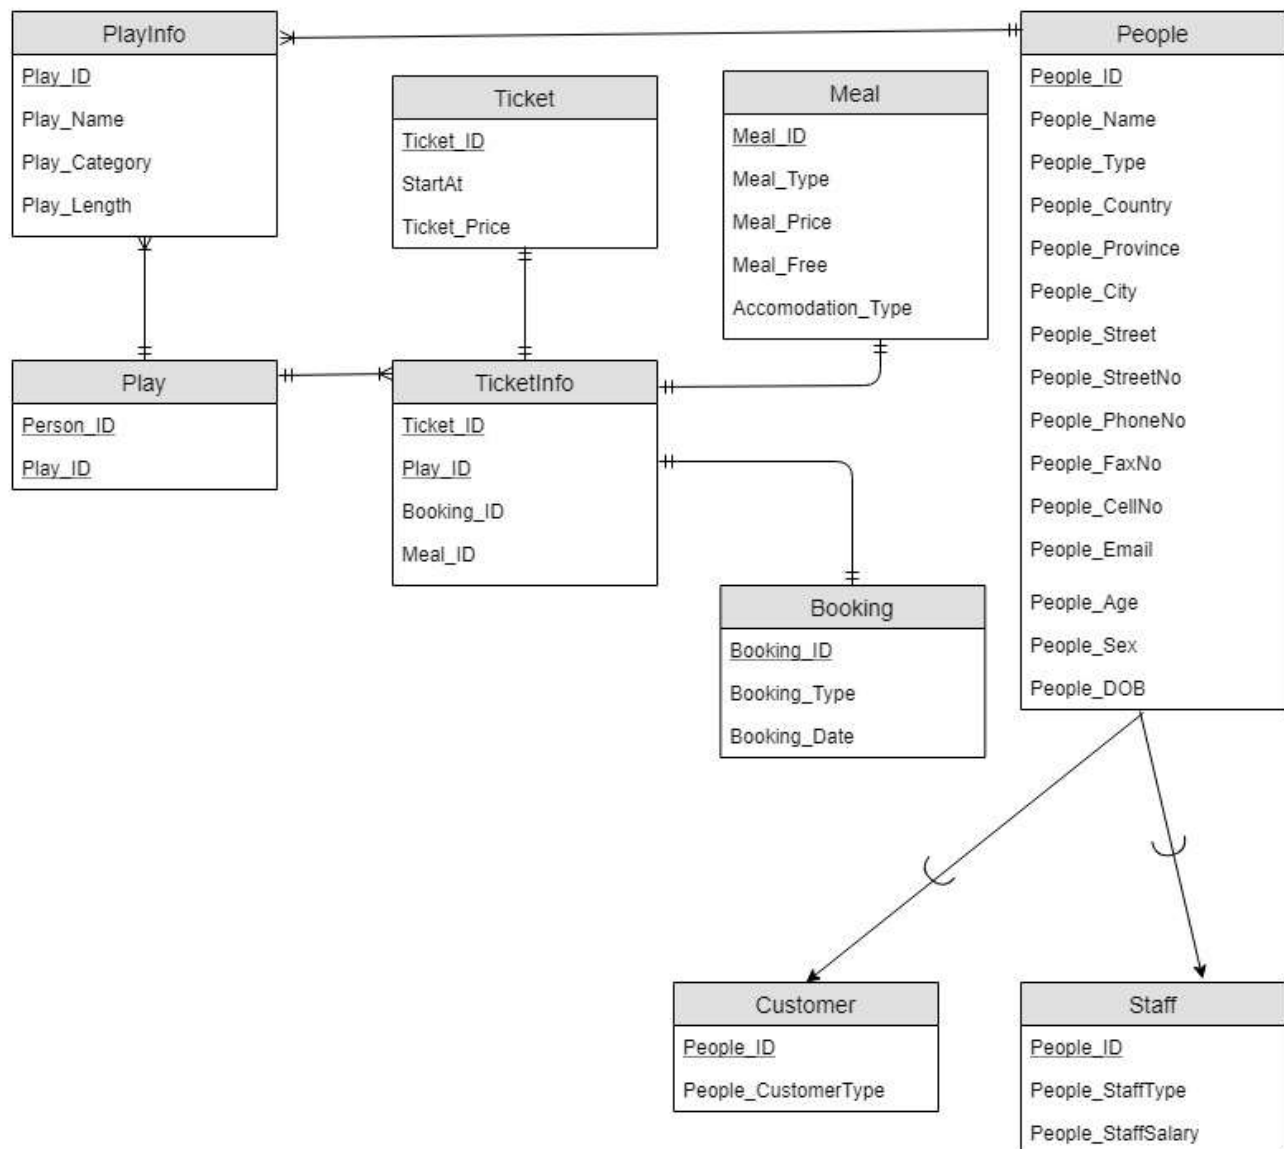 PlayInfo
Play_ID
Play_Name
Play_Category
Play_Length
Ticket
Ticket_ID
StartAt
Ticket_Price
Meal
Meal_ID
Meal_Type
Meal_Price
Meal_Free
Accomodation_Type
People
People_ID
People_Name
People_Type
People_Country
People_Province
People_City
People_Street
People_StreetNo
People_PhoneNo
People_FaxNo
People_CellNo
People_Email
People_Age
People_Sex
People_DOB
Play
Person_ID
Play_ID
TicketInfo
Ticket_ID
Play_ID
Booking_ID
Meal_ID
Booking
Booking_ID
Booking_Type
Booking_Date
Customer
People_ID
People_CustomerType
Staff
People_ID
People_StaffType
People_StaffSalary